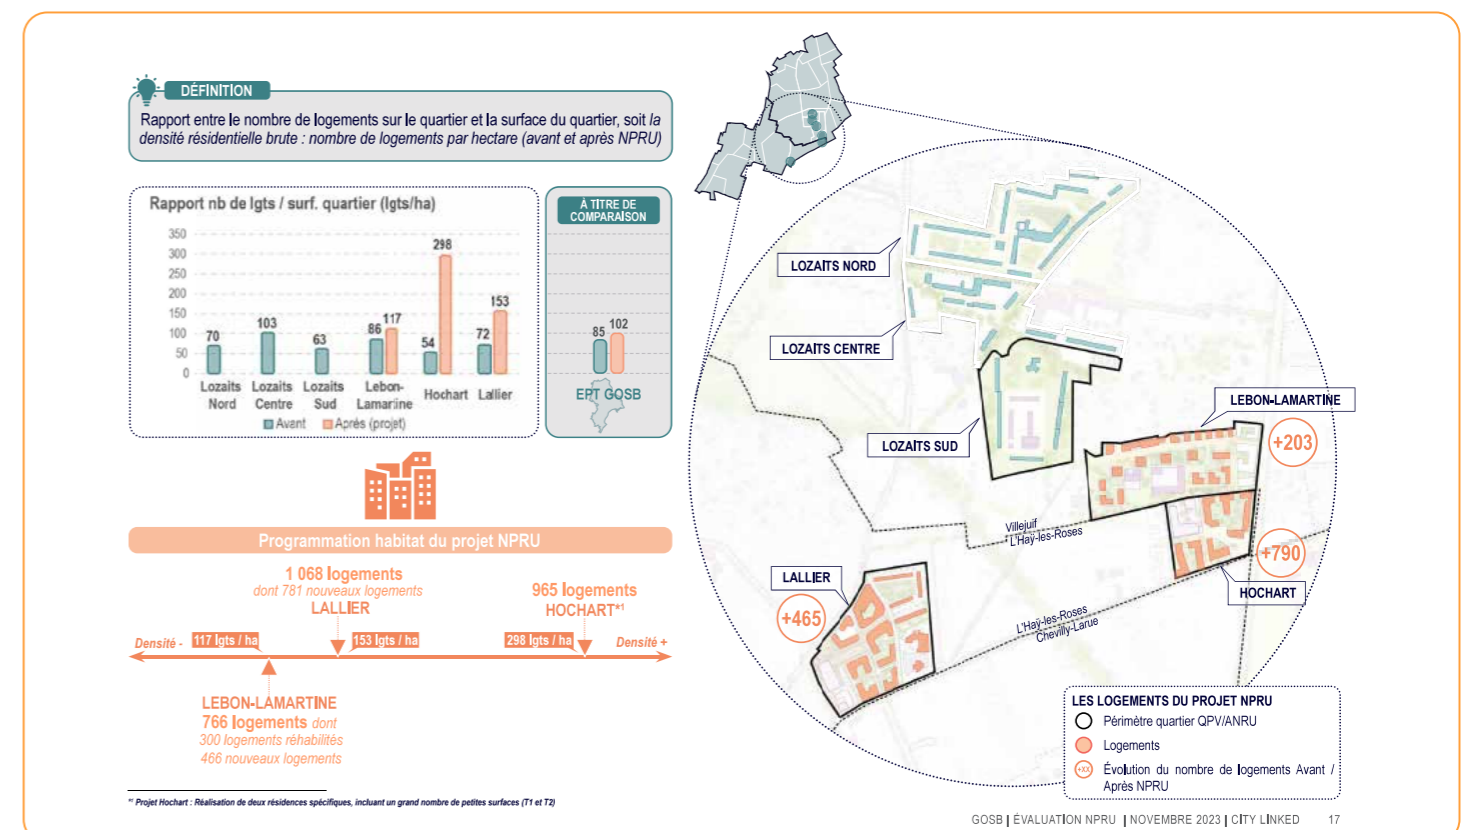 DÉFINITION
Rapport entre le nombre de logements sur le quartier et la surface du quartier, soit la
densité résidentielle brute : nombre de logements par hectare (avant et après NPRU)
Rapport nb de lgts / surf. quartier (lgts/ha)
350
300
250
200
150
100
50
0
70
103
63
86
117
54
298
72
153
Lozaits
Nord
Lozaits
Centre
Lozaits
Sud
Lebon-
Lamartine
Hochart
Lallier
Avant
Après (projet)
À TITRE DE
COMPARAISON
85
102
EPT GOSB
Programmation habitat du projet NPRU
1 068 logements
dont 781 nouveaux logements
LALLIER
965 logements
HOCHART*¹
Densité -
117 lgts / ha
153 lgts / ha
298 lgts / ha
Densité +
LEBON-LAMARTINE
766 logements dont
300 logements réhabilités
466 nouveaux logements
*¹ Projet Hochart : Réalisation de deux résidences spécifiques, incluant un grand nombre de petites surfaces (T1 et T2)
LOZAITS NORD
LOZAITS CENTRE
LOZAITS SUD
LEBON-LAMARTINE
+203
Villejuif
L'Haÿ-les-Roses
+790
HOCHART
LALLIER
+465
L'Haÿ-les-Roses
Chevilly-Larue
LES LOGEMENTS DU PROJET NPRU
Périmètre quartier QPV/ANRU
Logements
+XX
Évolution du nombre de logements Avant /
Après NPRU
GOSB | ÉVALUATION NPRU | NOVEMBRE 2023 | CITY LINKED 17